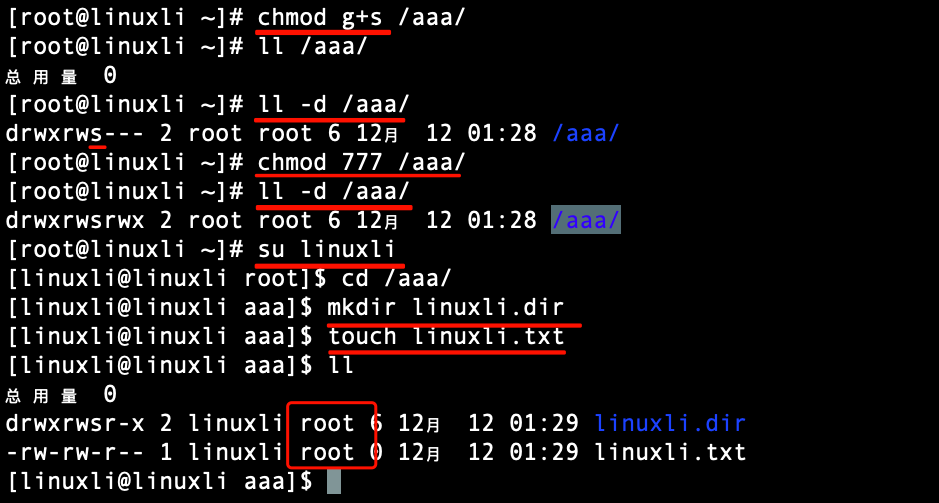 [root@linuxli ~]# chmod g+s /aaa/
[root@linuxli ~]# ll /aaa/
总用量 0
[root@linuxli ~]# ll -d /aaa/
drwxrws--- 2 root root 6 12月  12 01:28 /aaa/
[root@linuxli ~]# chmod 777 /aaa/
[root@linuxli ~]# ll -d /aaa/
drwxrwsrwx 2 root root 6 12月  12 01:28 /aaa/
[root@linuxli ~]# su linuxli
[linuxli@linuxli root]$ cd /aaa/
[linuxli@linuxli aaa]$ mkdir linuxli.dir
[linuxli@linuxli aaa]$ touch linuxli.txt
[linuxli@linuxli aaa]$ ll
总用量 0
drwxrwsr-x 2 linuxli root 6 12月  12 01:29 linuxli.dir
-rw-rw-r-- 1 linuxli root 0 12月  12 01:29 linuxli.txt
[linuxli@linuxli aaa]$